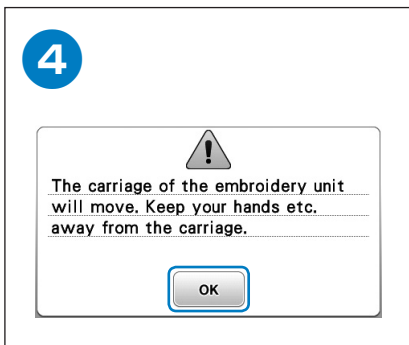 4
The carriage of the embroidery unit
will move. Keep your hands etc.
away from the carriage.
OK